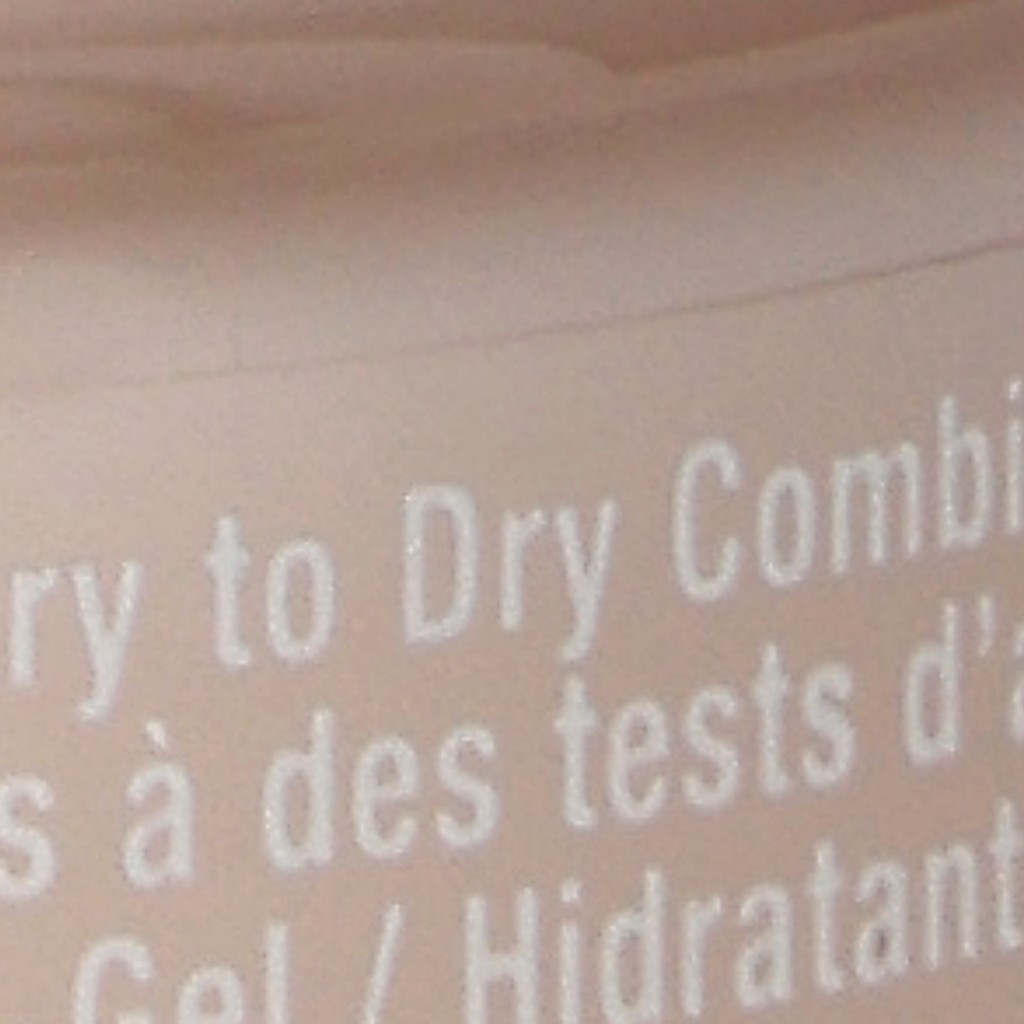 ry to Dry Combi
s à des tests d'a
Gel / Hidratant